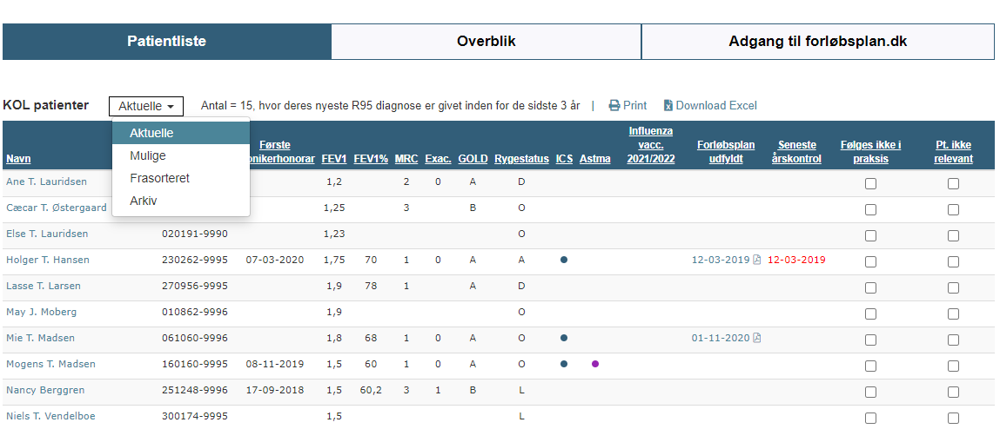 Patientliste Overblik Adgang til forløbsplan.dk
KOL patienter Aktuelle Antal = 15, hvor deres nyeste R95 diagnose er givet inden for de sidste 3 år | Print Download Excel
Aktuelle
Mulige
Frasorteret
Arkiv
Navn Første onikerhonorar FEV1 FEV1% MRC Exac. GOLD Rygestatus ICS Astma Influenza vacc. 2021/2022 Forløbsplan udfyldt Seneste årskontrol Følges ikke i praksis Pt. ikke relevant
Ane T. Lauridsen 1,2 2 0 A D
Cæcar T. Østergaard 1,25 3 B O
Else T. Lauridsen 020191-9990 1,23 O
Holger T. Hansen 230262-9995 07-03-2020 1,75 70 1 0 A A 12-03-2019 12-03-2019
Lasse T. Larsen 270956-9995 1,9 78 1 A D
May J. Moberg 010862-9996 1,9 O
Mie T. Madsen 061060-9996 1,8 68 1 0 A O 01-11-2020
Mogens T. Madsen 160160-9995 08-11-2019 1,5 60 1 0 A O
Nancy Berggren 251248-9996 17-09-2018 1,5 60,2 3 1 B L
Niels T. Vendelboe 300174-9995 1,5 L